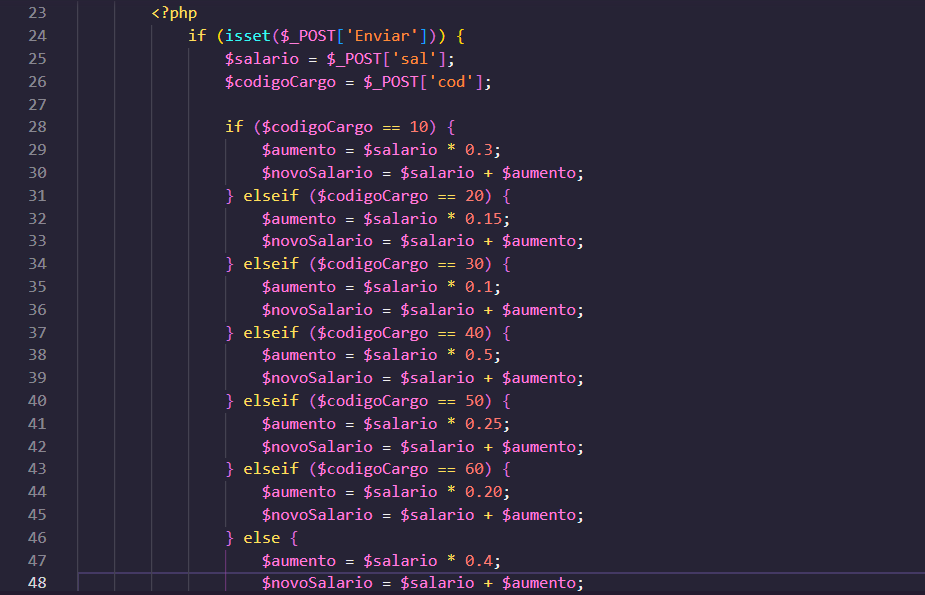 23 <?php
24 if (isset($_POST['Enviar'])) {
25 $salario = $_POST['sal'];
26 $codigoCargo = $_POST['cod'];
27
28 if ($codigoCargo == 10) {
29 $aumento = $salario * 0.3;
30 $novoSalario = $salario + $aumento;
31 } elseif ($codigoCargo == 20) {
32 $aumento = $salario * 0.15;
33 $novoSalario = $salario + $aumento;
34 } elseif ($codigoCargo == 30) {
35 $aumento = $salario * 0.1;
36 $novoSalario = $salario + $aumento;
37 } elseif ($codigoCargo == 40) {
38 $aumento = $salario * 0.5;
39 $novoSalario = $salario + $aumento;
40 } elseif ($codigoCargo == 50) {
41 $aumento = $salario * 0.25;
42 $novoSalario = $salario + $aumento;
43 } elseif ($codigoCargo == 60) {
44 $aumento = $salario * 0.20;
45 $novoSalario = $salario + $aumento;
46 } else {
47 $aumento = $salario * 0.4;
48 $novoSalario = $salario + $aumento;